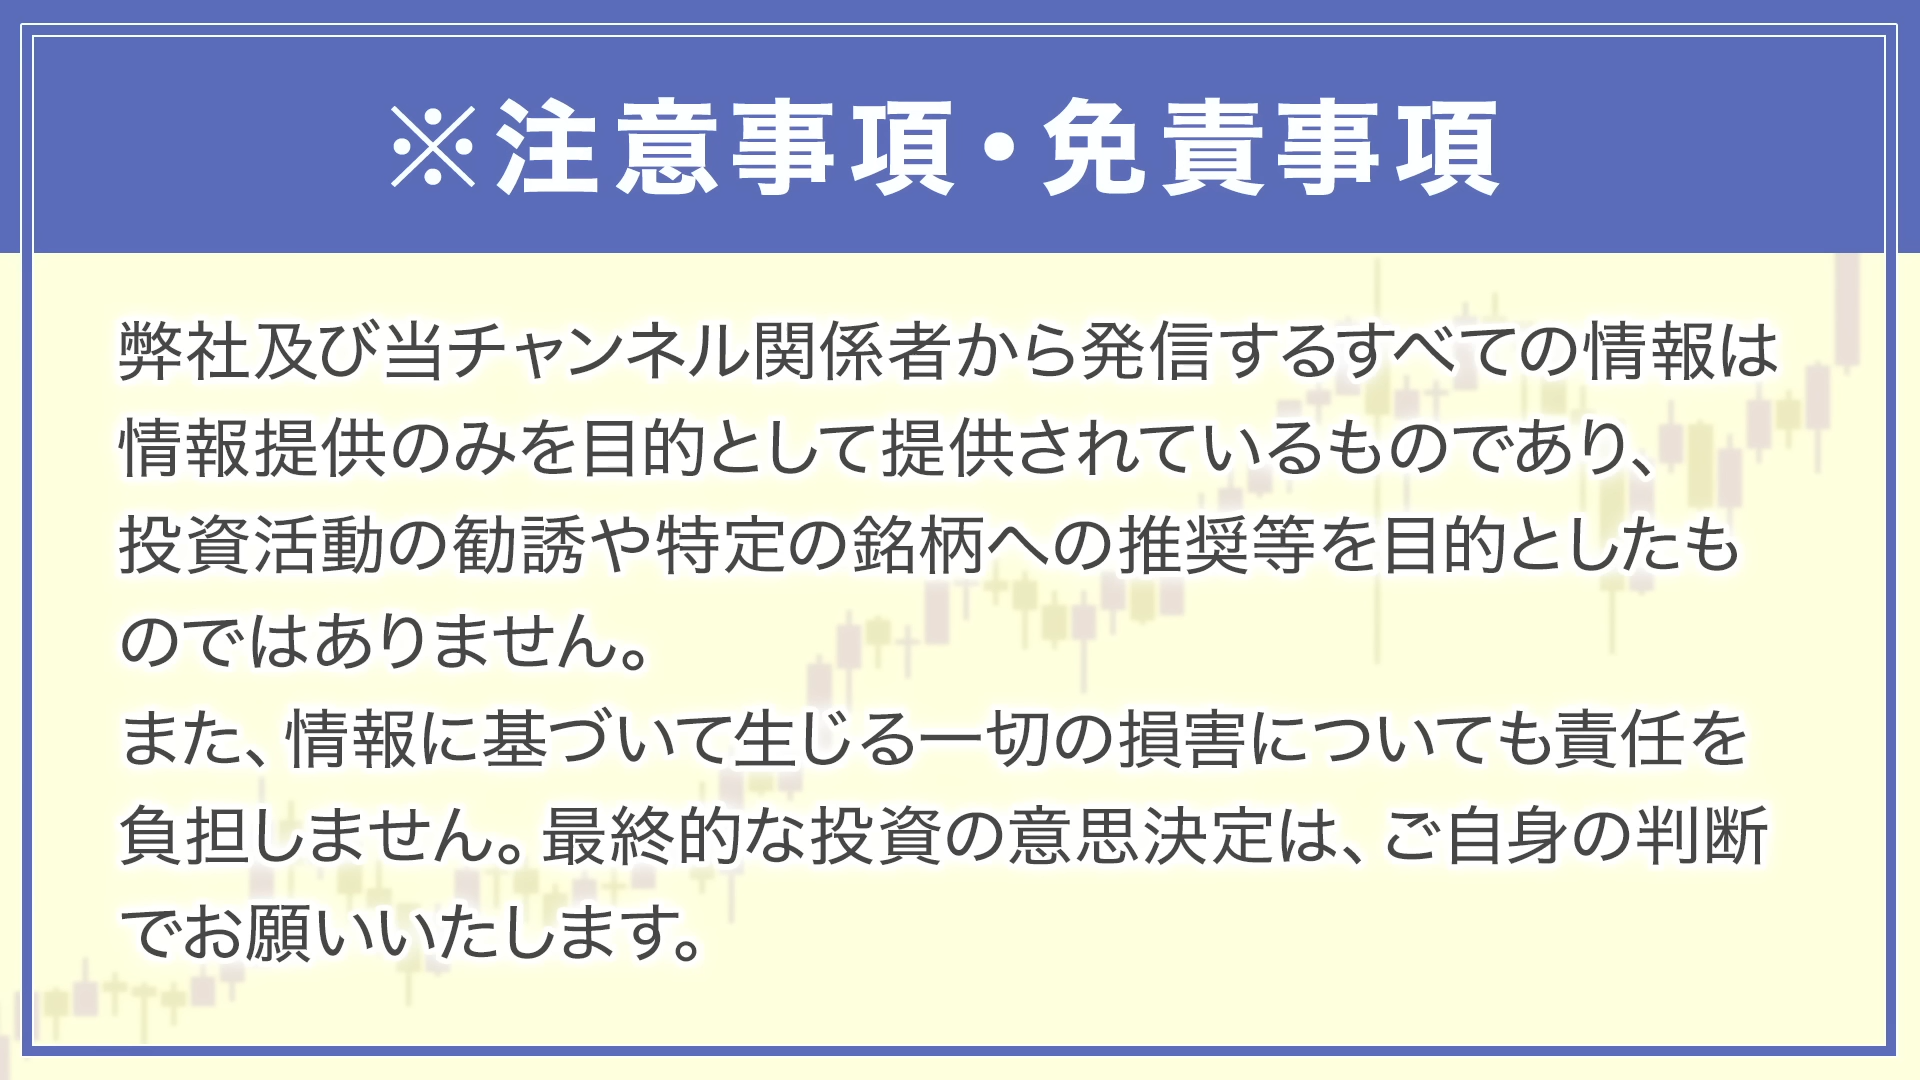 ※注意事項・免責事項
弊社及び当チャンネル関係者から発信するすべての情報は
情報提供のみを目的として提供されているものであり、
投資活動の勧誘や特定の銘柄への推奨等を目的としたも
のではありません。
また、情報に基づいて生じる一切の損害についても責任を
負担しません。最終的な投資の意思決定は、ご自身の判断
でお願いいたします。